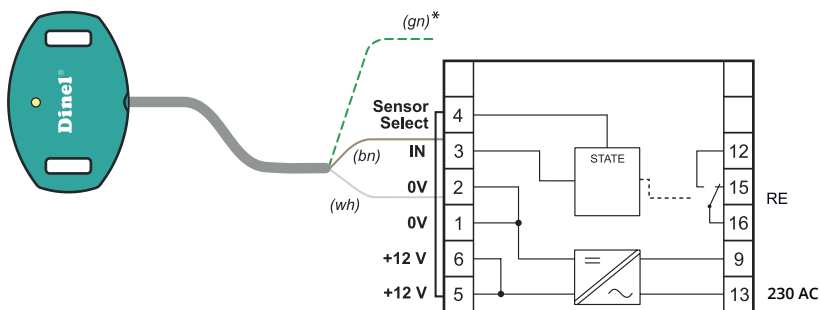 (gn)*
Dinel®
Sensor
Select
4
(bn)
IN
3
STATE
12
0V
2
15
RE
(wh)
0V
1
16
+12 V
6
9
+12 V
5
13
230 AC